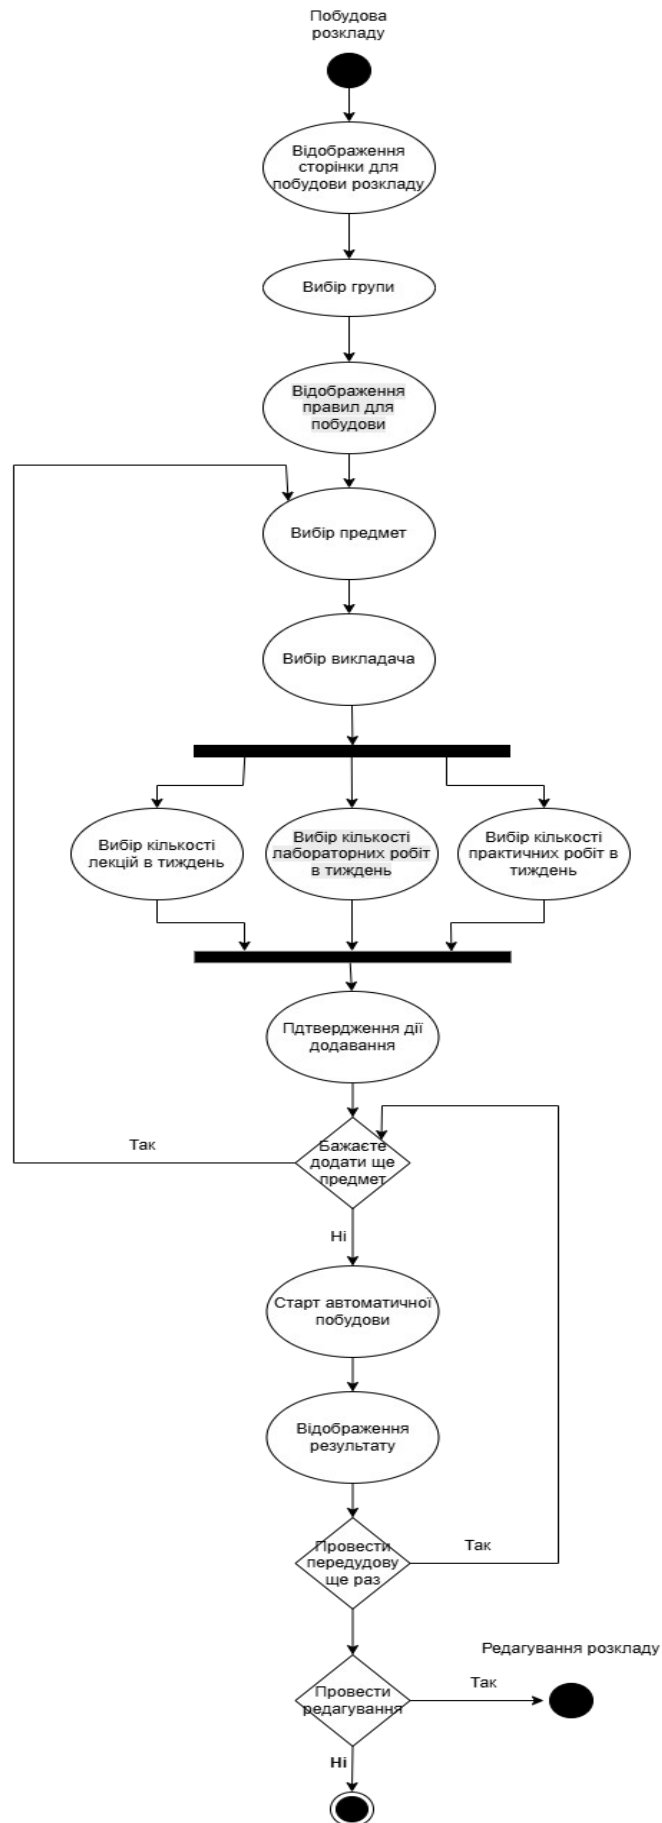 Побудова
розкладу
Відображення
сторінки для
побудови розкладу
Вибір групи
Відображення
правил для
побудови
Вибір предмет
Вибір викладача
Вибір кількості
лекцій в тиждень
Вибір кількості
лабораторних робіт
в тиждень
Вибір кількості
практичних робіт в
тиждень
Пдтвердження дії
додавання
Бажаєте
додати ще
предмет
Так
Ні
Старт автоматичної
побудови
Відображення
результату
Провести
передудову
ще раз
Так
Редагування розкладу
Провести
редагування
Так
Ні